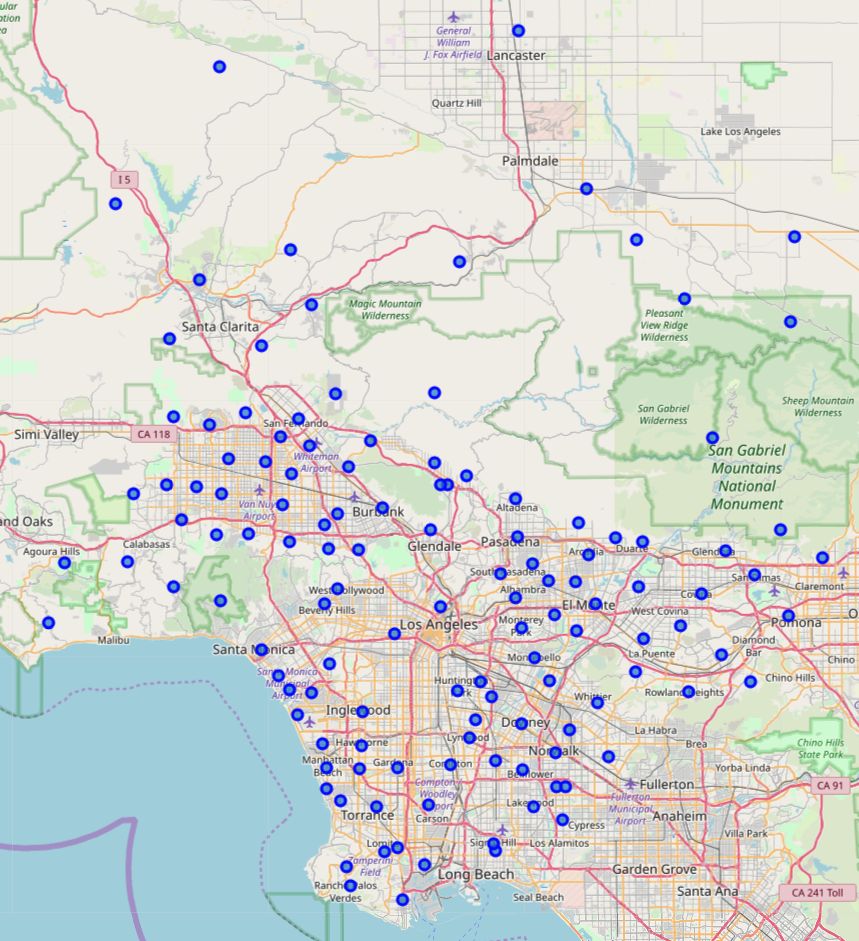 ular
ation
ea
General
William
J. Fox Airfield
Lancaster
Quartz Hill
Lake Los Angeles
Palmdale
I 5
Magic Mountain
Wilderness
Pleasant
View Ridge
Wilderness
Santa Clarita
San Gabriel
Wilderness
Sheep Mountain
Wilderness
San Fernando
CA 118
Simi Valley
Whiteman
Airport
San Gabriel
Mountains
National
Monument
Van Nuys
Airport
Burbank
Altadena
and Oaks
Agoura Hills
Calabasas
Glendale
Pasadena
Arcadia
Duarte
Glendora
South Pasadena
San Dimas
Claremont
West Hollywood
Beverly Hills
Alhambra
El Monte
West Covina
Covina
Los Angeles
Monterey
Park
Pomona
O
Malibu
Santa Monica
Montebello
La Puente
Diamond
Bar
Chino
Santa Monica
Municipal
Airport
Huntington
Park
Whittier
Rowland Heights
Chino Hills
Inglewood
Downey
La Habra
Brea
Chino Hills
State Park
Hawthorne
Lynwood
Norwalk
Manhattan
Beach
Gardena
Compton
Bellflower
Yorba Linda
Compton
Woodley
Airport
Fullerton
CA 91
Torrance
Carson
Lakewood
Fullerton
Municipal
Airport
Anaheim
Cypress
Villa Park
Lomita
Signal Hill
Los Alamitos
Zamperini
Field
Long Beach
Garden Grove
Rancho Palos
Verdes
Seal Beach
Santa Ana
CA 241 Toll